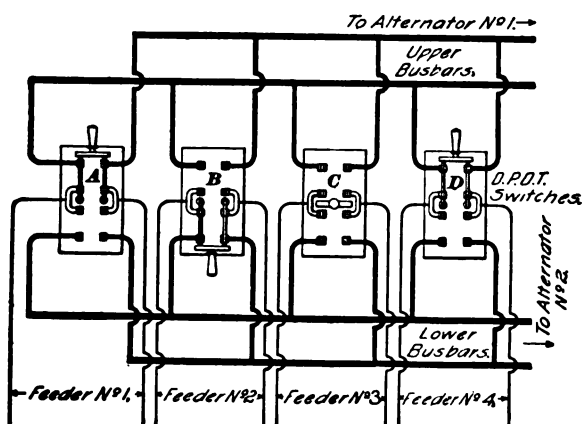 To Alternator Nº1.
Upper
Busbars.
A
B
C
D
D.P.D.T.
Switches.
To Alternator
Nº2.
Lower
Busbars.
Feeder Nº1.
Feeder Nº2
Feeder Nº3
Feeder Nº4.